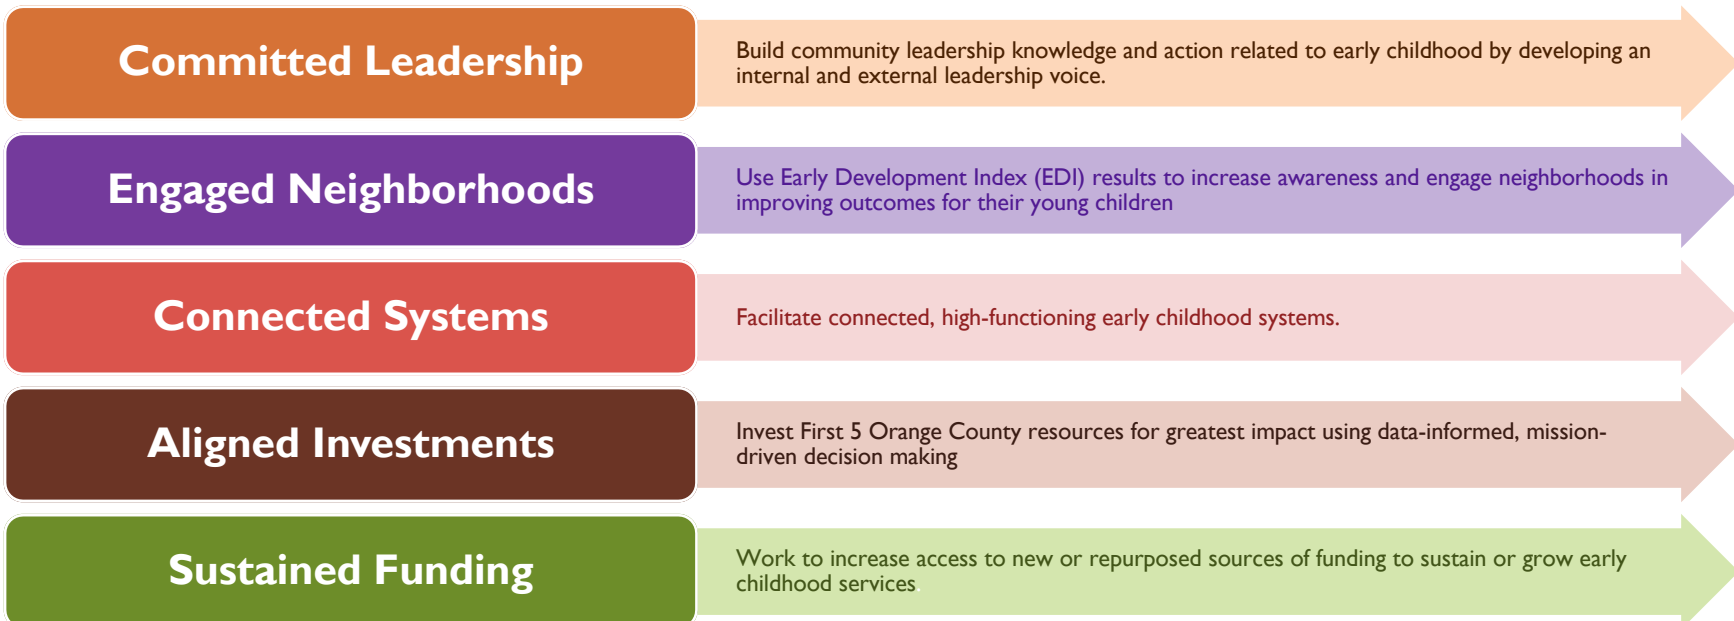 Committed Leadership
Build community leadership knowledge and action related to early childhood by developing an
internal and external leadership voice.
Engaged Neighborhoods
Use Early Development Index (EDI) results to increase awareness and engage neighborhoods in
improving outcomes for their young children
Connected Systems
Facilitate connected, high-functioning early childhood systems.
Aligned Investments
Invest First 5 Orange County resources for greatest impact using data-informed, mission-
driven decision making
Sustained Funding
Work to increase access to new or repurposed sources of funding to sustain or grow early
childhood services.